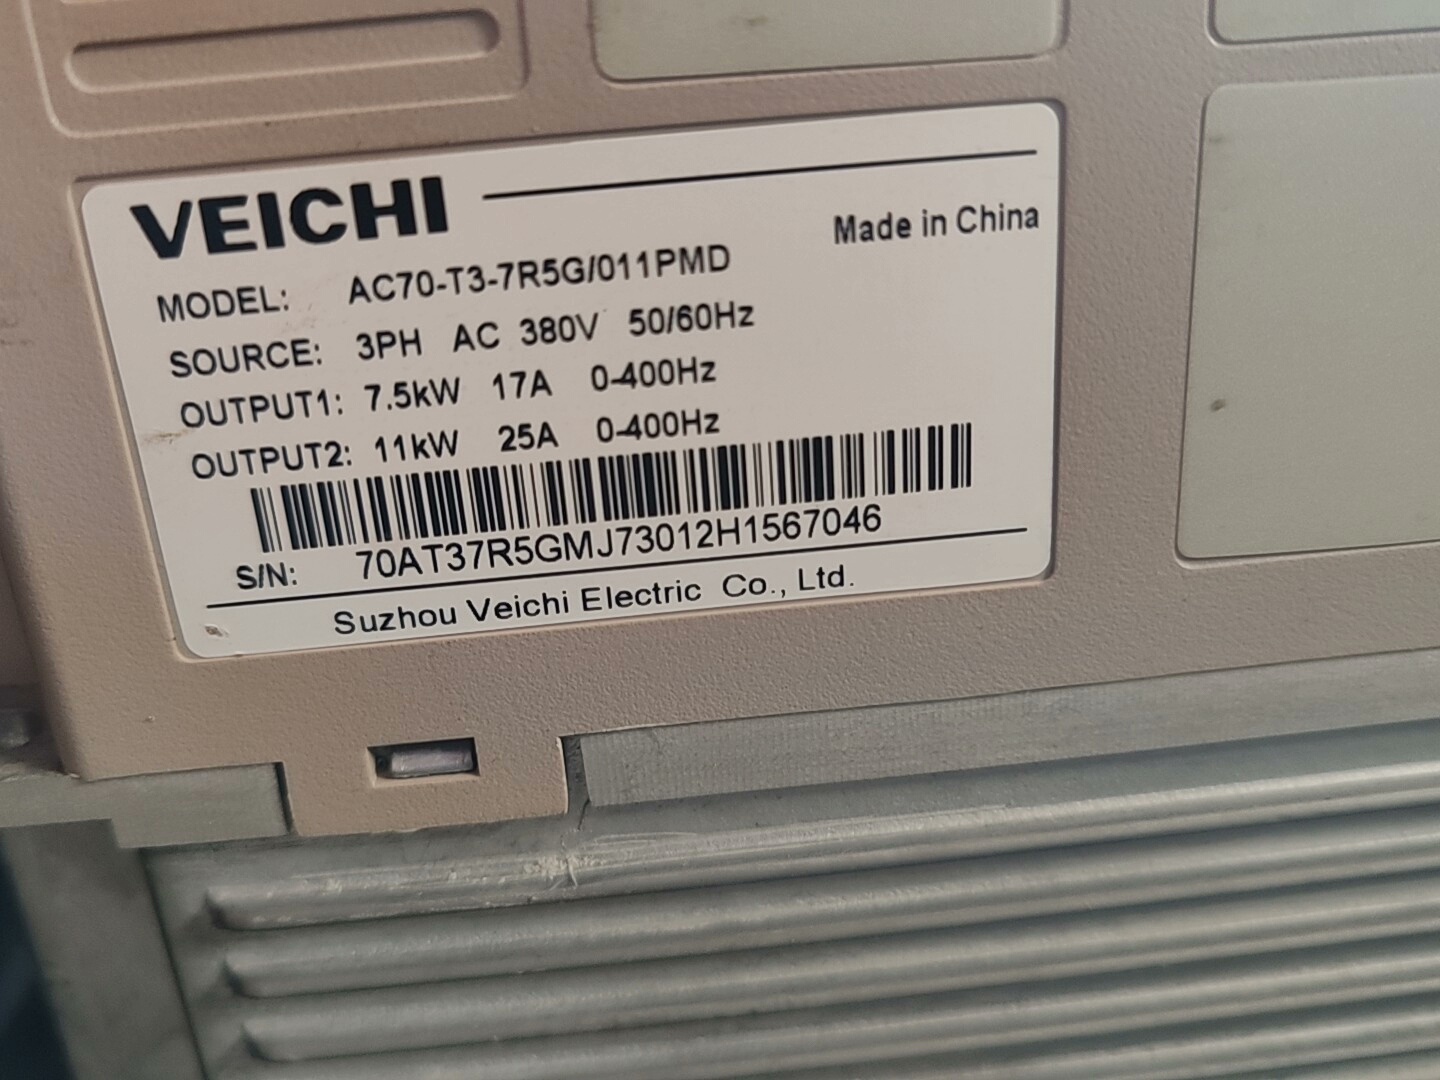 VEICHI
Made in China
MODEL: AC70-T3-7R5G/011PMD
SOURCE: 3PH AC 380V 50/60Hz
OUTPUT1: 7.5kW 17A 0-400Hz
OUTPUT2: 11kW 25A 0-400Hz
S/N: 70AT37R5GMJ73012H1567046
Suzhou Veichi Electric Co., Ltd.